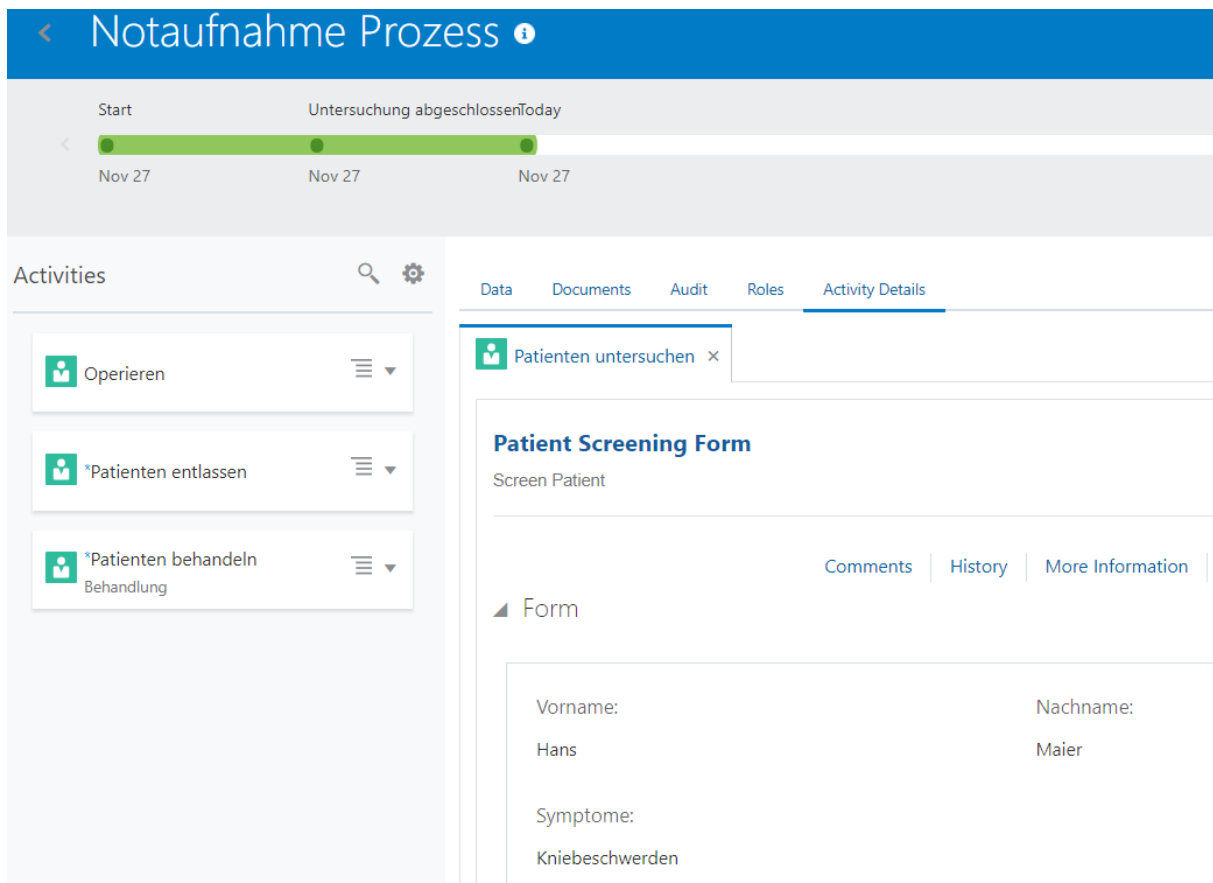 Notaufnahme Prozess
Start Untersuchung abgeschlossen Today
Nov 27 Nov 27 Nov 27
Activities
Data Documents Audit Roles Activity Details
Operieren
*Patienten entlassen
*Patienten behandeln
Behandlung
Patienten untersuchen ×
Patient Screening Form
Screen Patient
Comments History More Information
Form
Vorname: Nachname:
Hans Maier
Symptome:
Kniebeschwerden